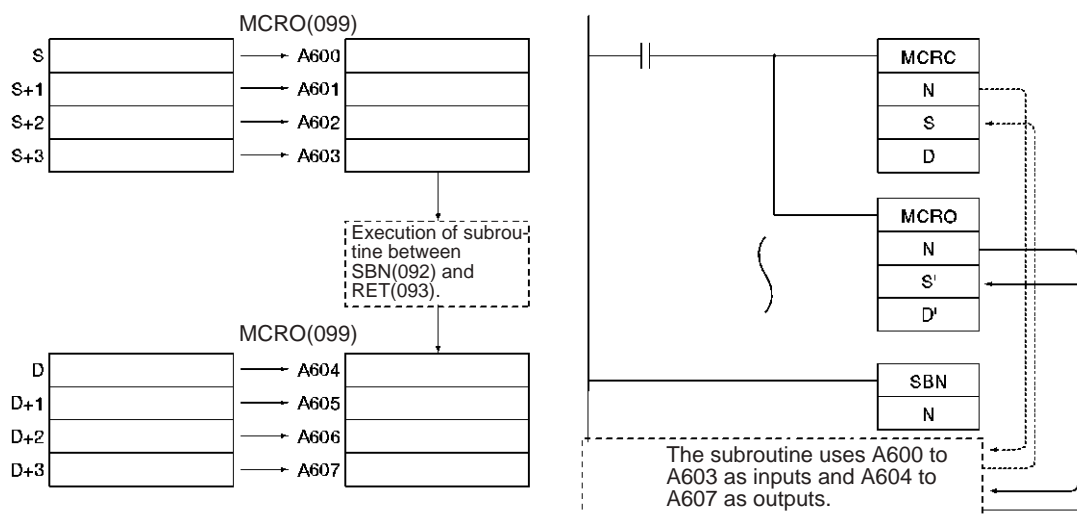 MCRO(099)
S
A600
S+1
A601
S+2
A602
S+3
A603
Execution of subrou-
tine between
SBN(092) and
RET(093).
MCRO(099)
D
A604
D+1
A605
D+2
A606
D+3
A607
MCRC
N
S
D
MCRO
N
S'
D'
SBN
N
The subroutine uses A600 to
A603 as inputs and A604 to
A607 as outputs.